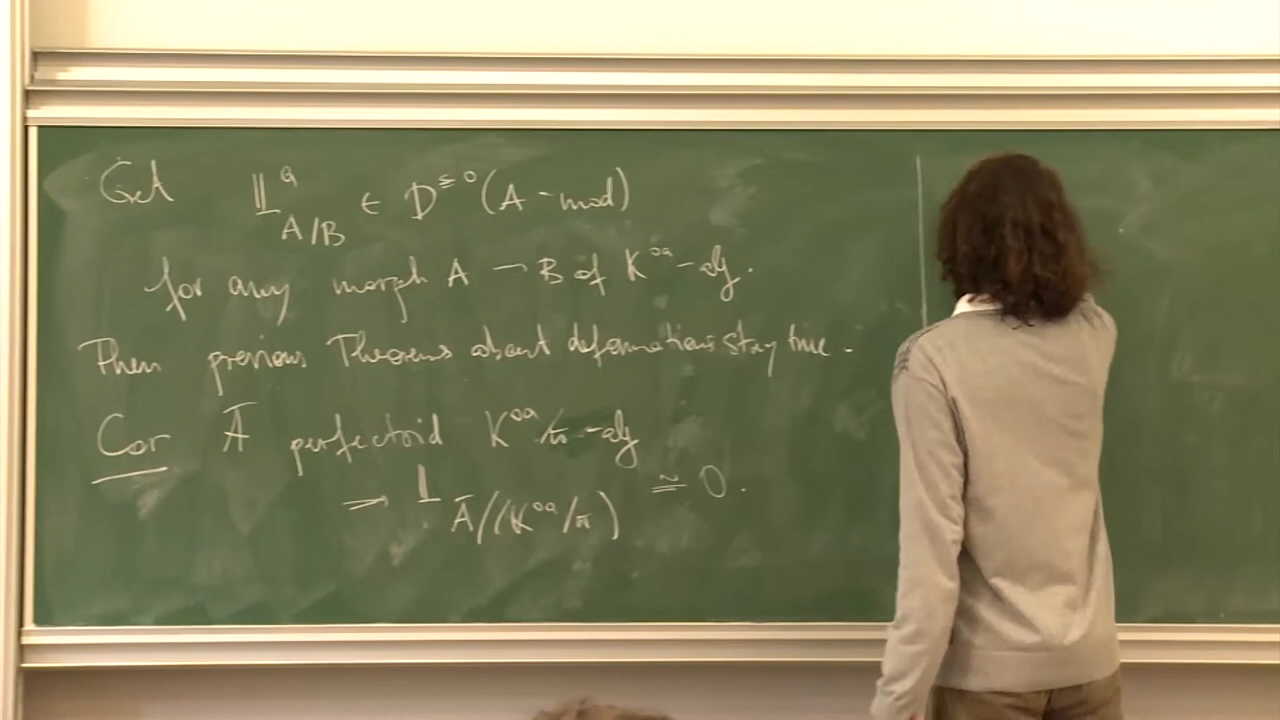 Get 𝕃ᵃ_{A/B} ∈ D^{≤0}(A-mod)
for any morph A → B of K^{oa}-alg.
Then previous Theorems about deformations stay true.
Cor Ā perfectoid K^{oa}/π-alg
⇒ 𝕃_{Ā/(K^{oa}/π)} ≅ 0.